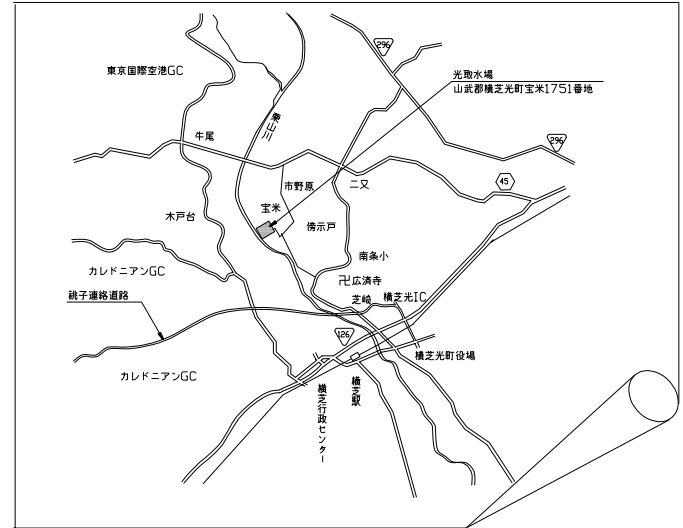 296
東京国際空港GC
光取水場
山武郡横芝光町宝米1751番地
牛尾
296
市野原
二又
45
宝米
木戸台
傍示戸
南条小
カレドニアンGC
卍広済寺
芝崎
横芝光IC
銚子連絡道路
126
横芝光町役場
カレドニアンGC
横芝駅
横芝行政センター